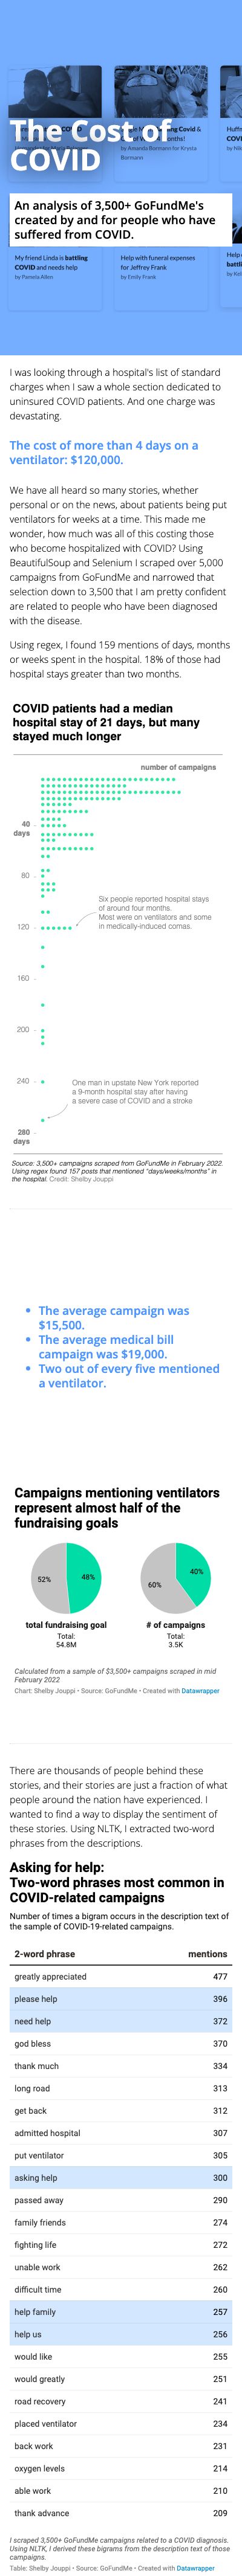 The Cost of
COVID
COVID
ng Covid &
nths!
Huffm
COVI
by Nik
by Amanda Bormann for Krysta
Bormann
An analysis of 3,500+ GoFundMe's
created by and for people who have
suffered from COVID.
My friend Linda is battling
COVID and needs help
by Pamela Allen
Help with funeral expenses
for Jeffrey Frank
by Emily Frank
Help
battli
by Kel
I was looking through a hospital's list of standard
charges when I saw a whole section dedicated to
uninsured COVID patients. And one charge was
devastating.
The cost of more than 4 days on a
ventilator: $120,000.
We have all heard so many stories, whether
personal or on the news, about patients being put
ventilators for weeks at a time. This made me
wonder, how much was all of this costing those
who become hospitalized with COVID? Using
BeautifulSoup and Selenium I scraped over 5,000
campaigns from GoFundMe and narrowed that
selection down to 3,500 that I am pretty confident
are related to people who have been diagnosed
with the disease.
Using regex, I found 159 mentions of days, months
or weeks spent in the hospital. 18% of those had
hospital stays greater than two months.
COVID patients had a median
hospital stay of 21 days, but many
stayed much longer
number of campaigns
40
days
80
Six people reported hospital stays
of around four months.
Most were on ventilators and some
in medically-induced comas.
120
160
200
240
One man in upstate New York reported
a 9-month hospital stay after having
a severe case of COVID and a stroke
280
days
Source: 3,500+ campaigns scraped from GoFundMe in February 2022.
Using regex found 157 posts that mentioned "days/weeks/months" in
the hospital. Credit: Shelby Jouppi
• The average campaign was
$15,500.
• The average medical bill
campaign was $19,000.
• Two out of every five mentioned
a ventilator.
Campaigns mentioning ventilators
represent almost half of the
fundraising goals
52% 48% 60% 40%
total fundraising goal # of campaigns
Total: Total:
54.8M 3.5K
Calculated from a sample of $3,500+ campaigns scraped in mid
February 2022
Chart: Shelby Jouppi • Source: GoFundMe • Created with Datawrapper
There are thousands of people behind these
stories, and their stories are just a fraction of what
people around the nation have experienced. I
wanted to find a way to display the sentiment of
these stories. Using NLTK, I extracted two-word
phrases from the descriptions.
Asking for help:
Two-word phrases most common in
COVID-related campaigns
Number of times a bigram occurs in the description text of
the sample of COVID-19-related campaigns.
2-word phrase mentions
greatly appreciated 477
please help 396
need help 372
god bless 370
thank much 334
long road 313
get back 312
admitted hospital 307
put ventilator 305
asking help 300
passed away 290
family friends 274
fighting life 272
unable work 262
difficult time 260
help family 257
help us 256
would like 255
would greatly 251
road recovery 241
placed ventilator 234
back work 231
oxygen levels 214
able work 210
thank advance 209
I scraped 3,500+ GoFundMe campaigns related to a COVID diagnosis.
Using NLTK, I derived these bigrams from the description text of those
campaigns.
Table: Shelby Jouppi • Source: GoFundMe • Created with Datawrapper